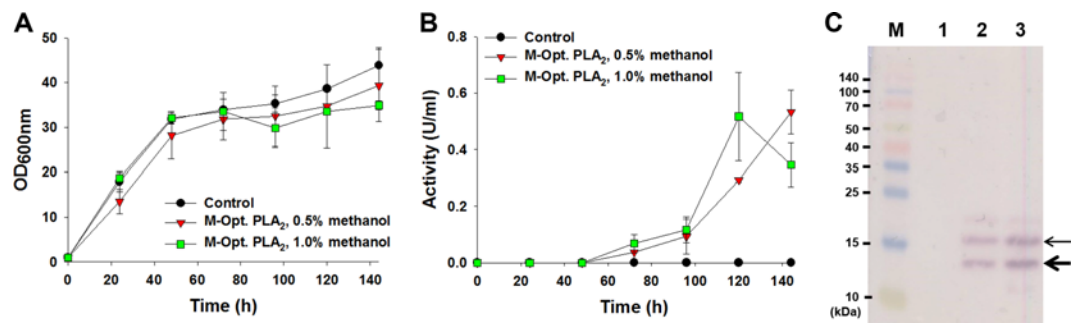 A
50
40
30
20
10
0
OD600nm
Control
M-Opt. PLA2, 0.5% methanol
M-Opt. PLA2, 1.0% methanol
0 20 40 60 80 100 120 140
Time (h)
B
0.8
0.6
0.4
0.2
0.0
Activity (U/ml)
Control
M-Opt. PLA2, 0.5% methanol
M-Opt. PLA2, 1.0% methanol
0 20 40 60 80 100 120 140
Time (h)
C
M 1 2 3
140
100
70
50
40
35
25
15
10
(kDa)